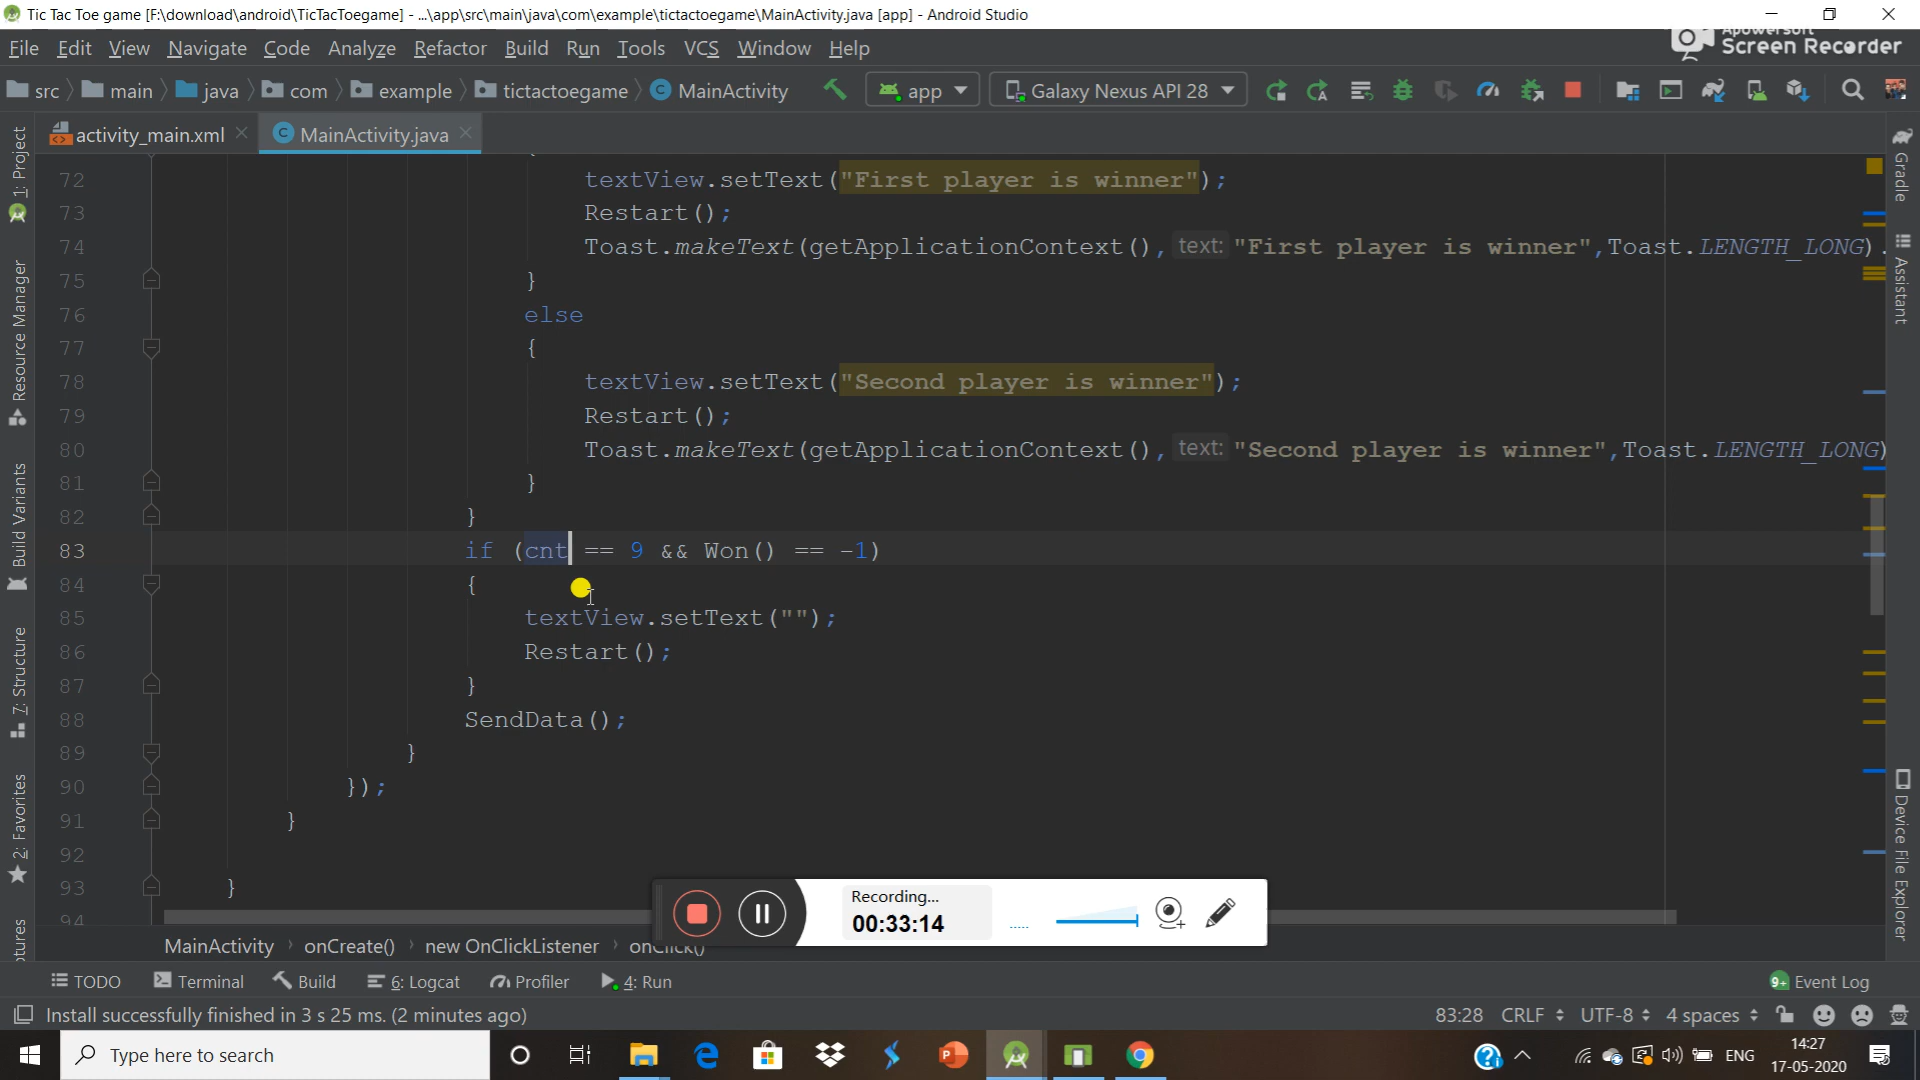 Tic Tac Toe game [F:\download\android\TicTacToegame] - ...\app\src\main\java\com\example\tictactoegame\MainActivity.java [app] - Android Studio
File Edit View Navigate Code Analyze Refactor Build Run Tools VCS Window Help
Apowersoft
Screen Recorder
src main java com example tictactoegame MainActivity app Galaxy Nexus API 28
activity_main.xml MainActivity.java
72 textView.setText("First player is winner");
73 Restart();
74 Toast.makeText(getApplicationContext(), text: "First player is winner",Toast.LENGTH_LONG).
75 }
76 else
77 {
78 textView.setText("Second player is winner");
79 Restart();
80 Toast.makeText(getApplicationContext(), text: "Second player is winner",Toast.LENGTH_LONG)
81 }
82 }
83 if (cnt == 9 && Won() == -1)
84 {
85 textView.setText("");
86 Restart();
87 }
88 SendData();
89 }
90 });
91 }
92
93 }
94
1: Project
Resource Manager
Build Variants
7: Structure
2: Favorites
Gradle
Assistant
Device File Explorer
Recording...
00:33:14
MainActivity onCreate() new OnClickListener onClick()
TODO Terminal Build 6: Logcat Profiler 4: Run 9+ Event Log
Install successfully finished in 3 s 25 ms. (2 minutes ago) 83:28 CRLF UTF-8 4 spaces
Type here to search
ENG
14:27
17-05-2020